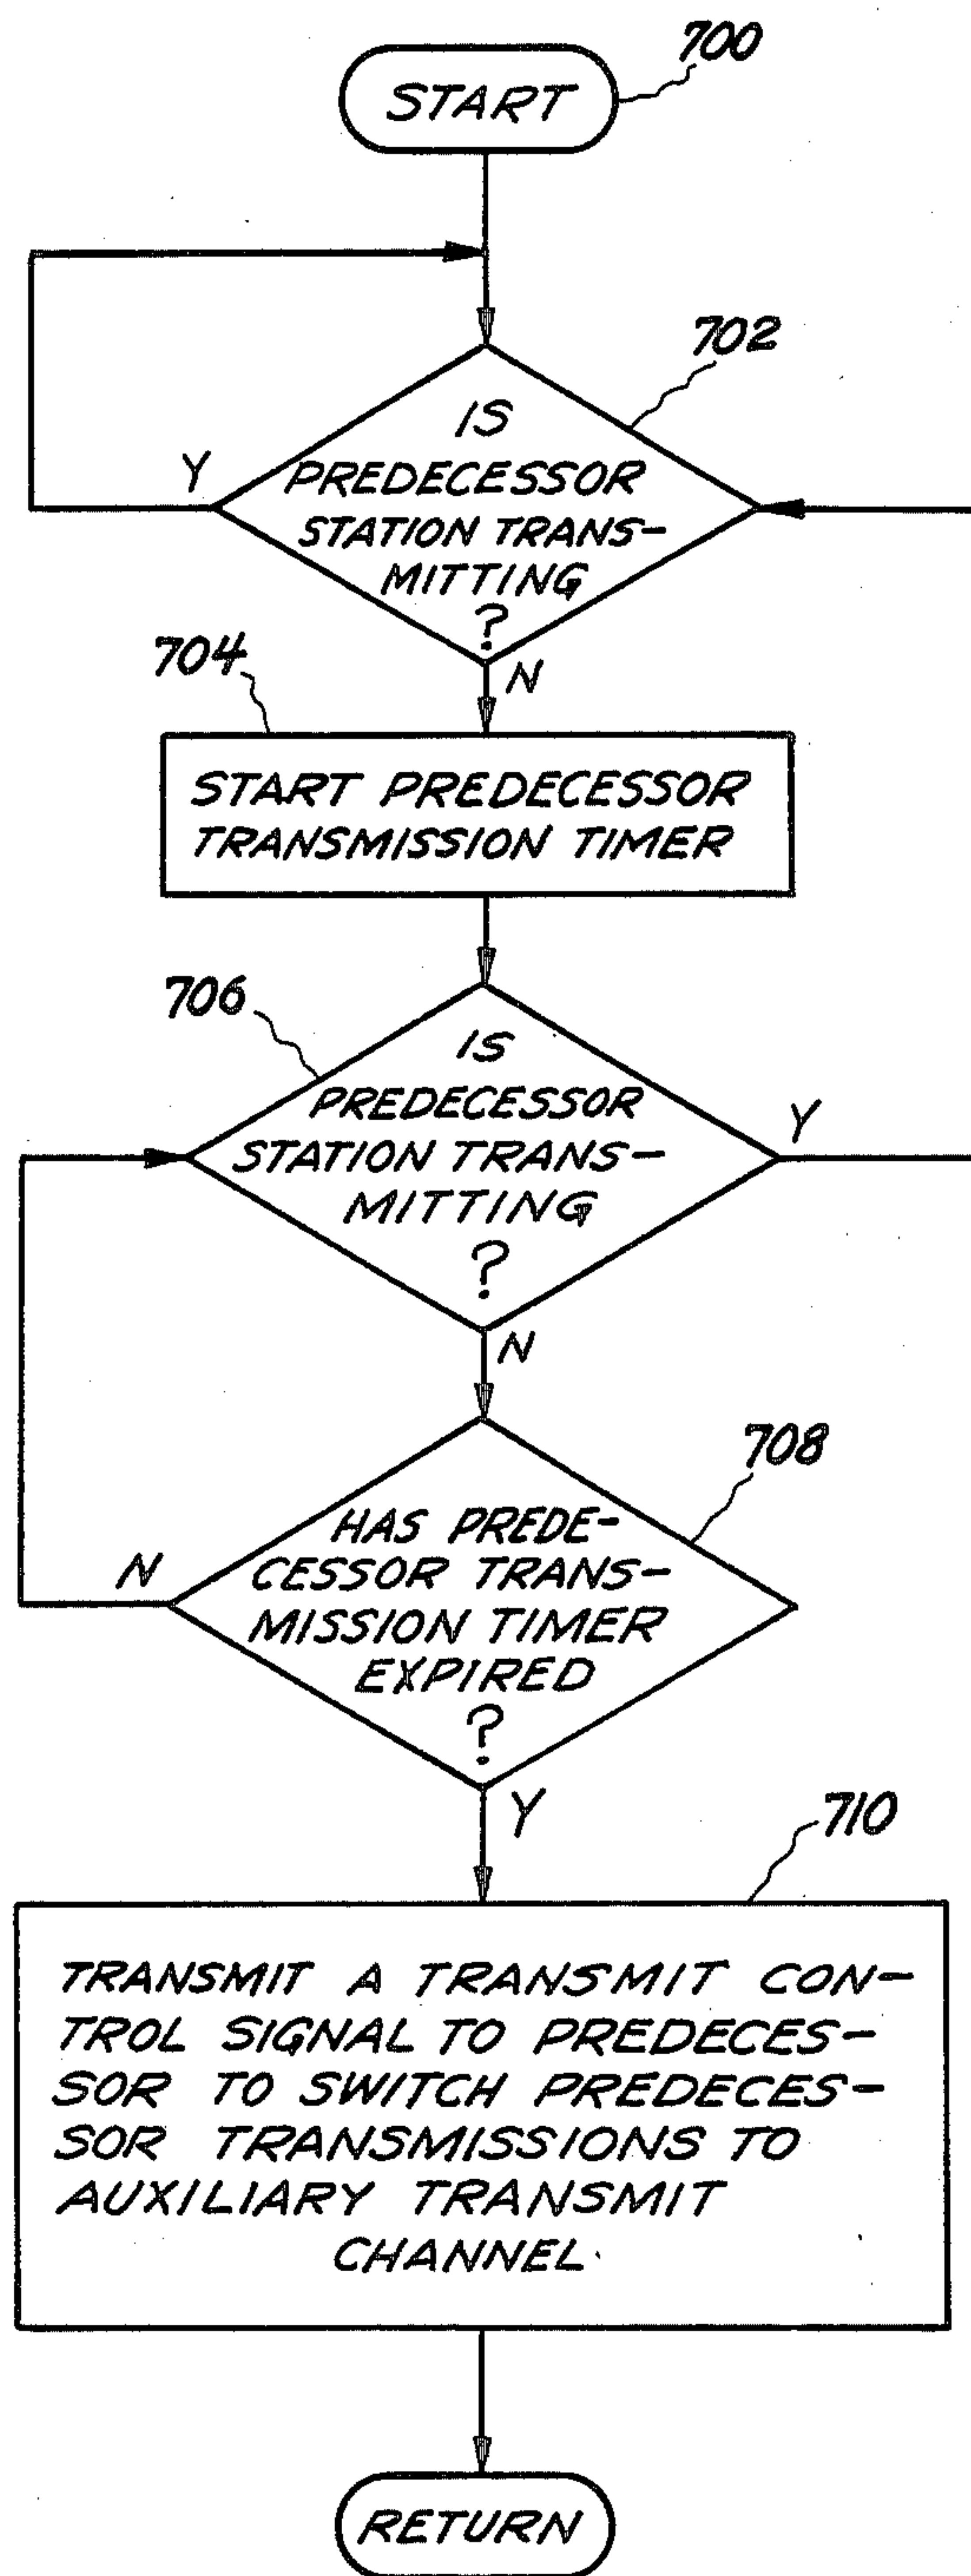 700
START
702
IS
PREDECESSOR
STATION TRANS-
MITTING
?
Y
N
704
START PREDECESSOR
TRANSMISSION TIMER
706
IS
PREDECESSOR
STATION TRANS-
MITTING
?
Y
N
708
HAS PREDE-
CESSOR TRANS-
MISSION TIMER
EXPIRED
?
N
Y
710
TRANSMIT A TRANSMIT CON-
TROL SIGNAL TO PREDECES-
SOR TO SWITCH PREDECES-
SOR TRANSMISSIONS TO
AUXILIARY TRANSMIT
CHANNEL.
RETURN